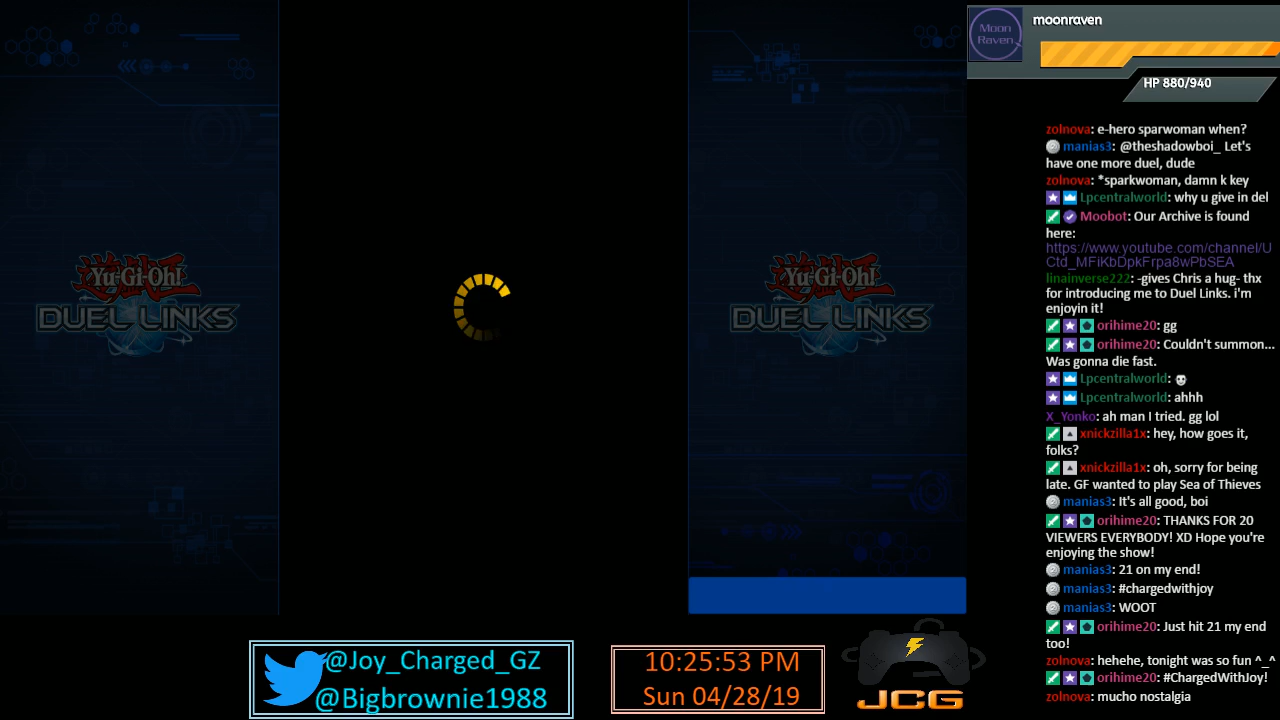 Moon
Raven
moonraven
HP 880/940
zolnova: e-hero sparwoman when?
manias3: @theshadowboi_ Let's
have one more duel, dude
zolnova: *sparkwoman, damn k key
Lpcentralworld: why u give in del
Moobot: Our Archive is found
here:
https://www.youtube.com/channel/U
Ctd_MFiKbDpkFrpa8wPbSEA
linainverse222: -gives Chris a hug- thx
for introducing me to Duel Links. i'm
enjoyin it!
orihime20: gg
orihime20: Couldn't summon...
Was gonna die fast.
Lpcentralworld:
Lpcentralworld: ahhh
X_Yonko: ah man I tried. gg lol
xnickzilla1x: hey, how goes it,
folks?
xnickzilla1x: oh, sorry for being
late. GF wanted to play Sea of Thieves
manias3: It's all good, boi
orihime20: THANKS FOR 20
VIEWERS EVERYBODY! XD Hope you're
enjoying the show!
manias3: 21 on my end!
manias3: #chargedwithjoy
manias3: WOOT
orihime20: Just hit 21 my end
too!
zolnova: hehehe, tonight was so fun ^_^
orihime20: #ChargedWithJoy!
zolnova: mucho nostalgia
Yu-Gi-Oh!
DUEL LINKS
Yu-Gi-Oh!
DUEL LINKS
@Joy_Charged_GZ
@Bigbrownie1988
10:25:53 PM
Sun 04/28/19
JCG